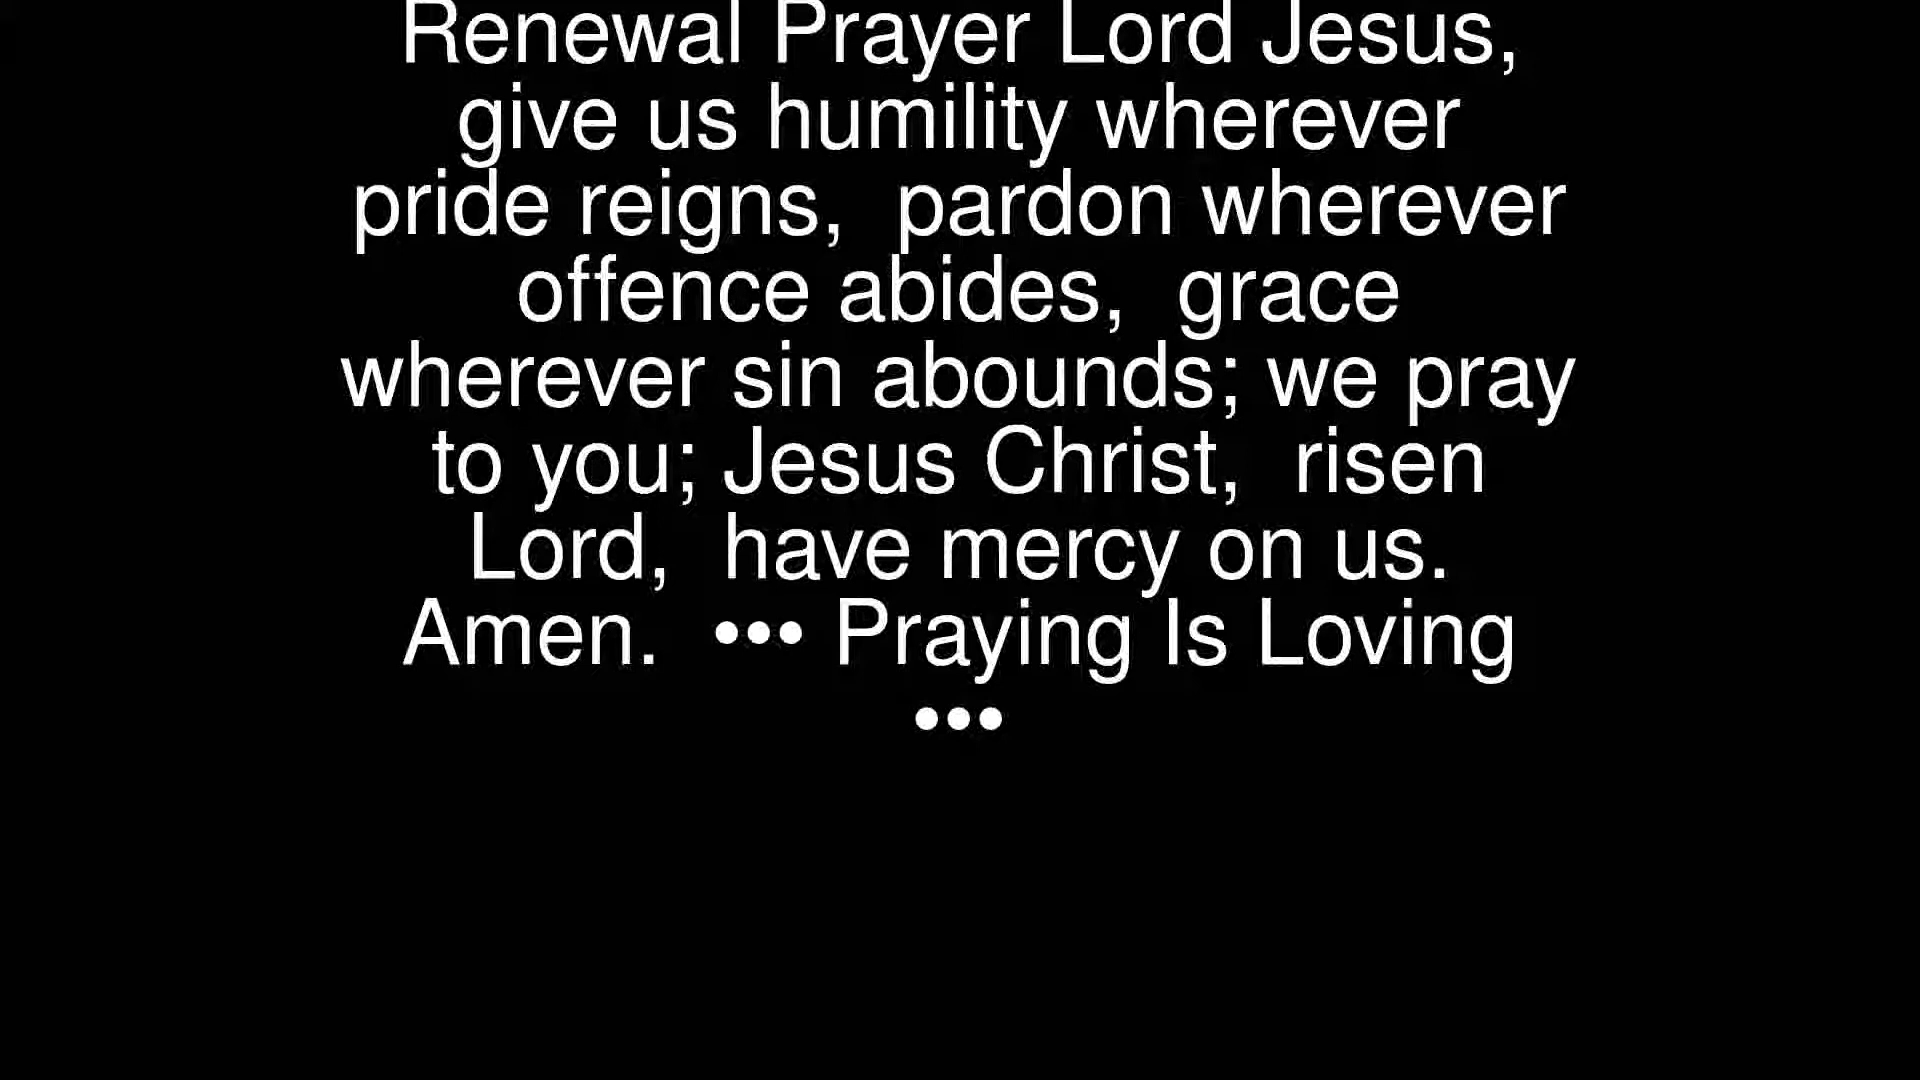 Renewal Prayer Lord Jesus,
give us humility wherever
pride reigns,  pardon wherever
offence abides,  grace
wherever sin abounds; we pray
to you; Jesus Christ,  risen
Lord,  have mercy on us.
Amen.  ••• Praying Is Loving
•••